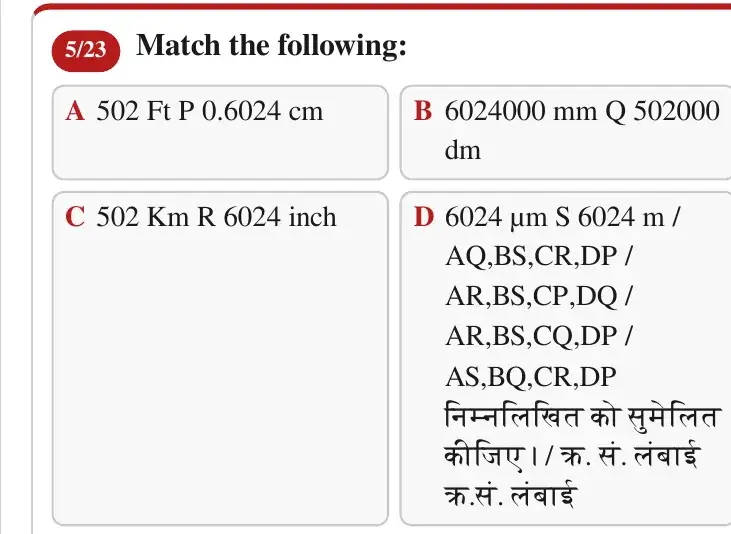 5/23 Match the following:
A 502 Ft P 0.6024 cm
B 6024000 mm Q 502000
dm
C 502 Km R 6024 inch
D 6024 μm S 6024 m /
AQ,BS,CR,DP /
AR,BS,CP,DQ /
AR,BS,CQ,DP /
AS,BQ,CR,DP
निम्नलिखित को सुमेलित
कीजिए। / क्र. सं. लंबाई
क्र.सं. लंबाई